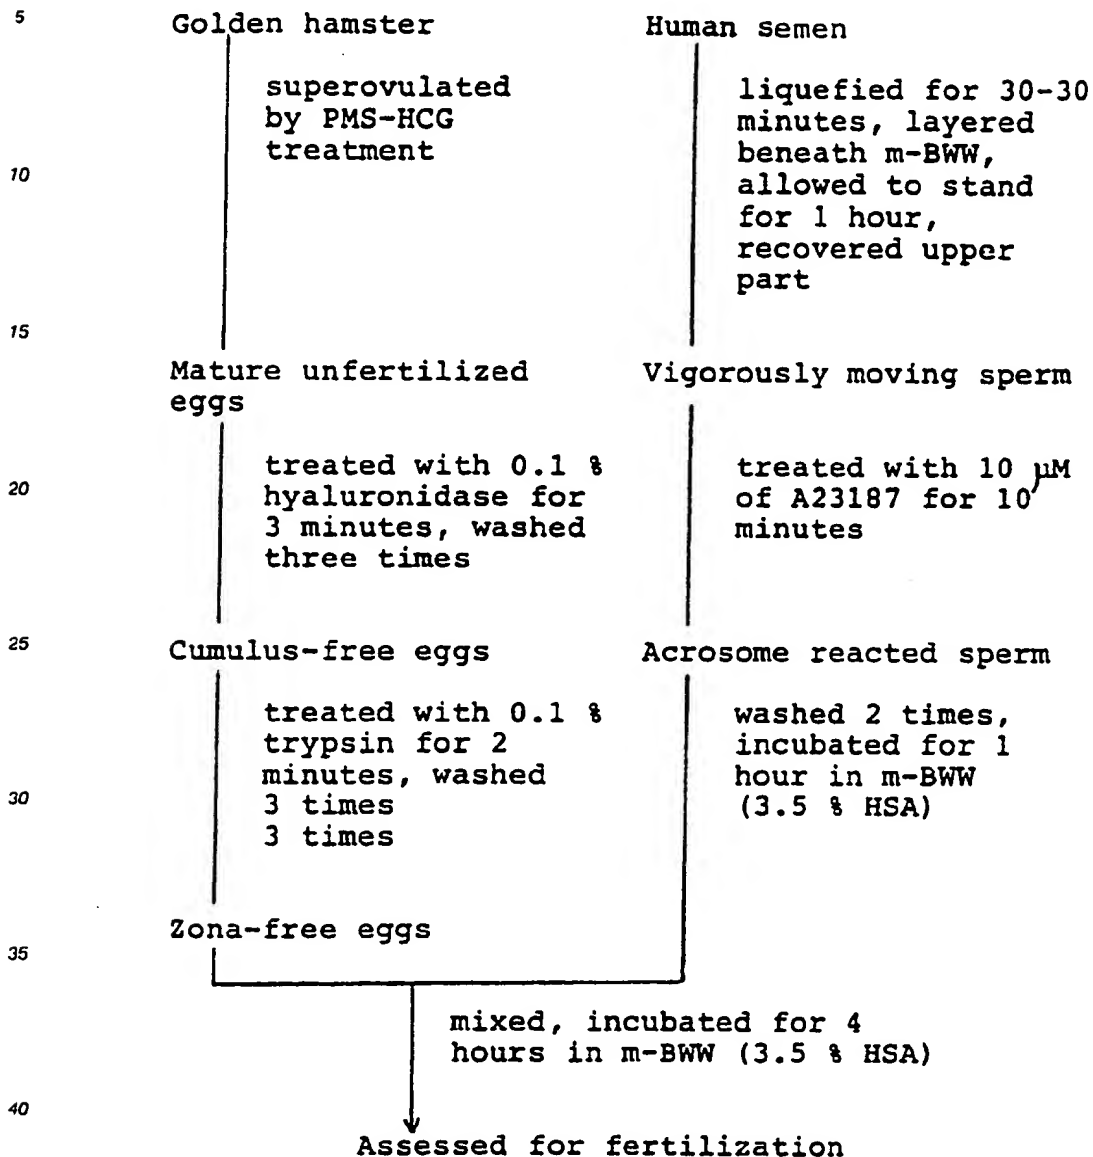 5
Golden hamster
superovulated
by PMS-HCG
treatment
10
15
Mature unfertilized
eggs
treated with 0.1 %
20
hyaluronidase for
3 minutes, washed
three times
25
Cumulus-free eggs
treated with 0.1 %
trypsin for 2
minutes, washed
30
3 times
3 times
Zona-free eggs
35
Human semen
liquefied for 30-30
minutes, layered
beneath m-BWW,
allowed to stand
for 1 hour,
recovered upper
part
Vigorously moving sperm
treated with 10 µM
of A23187 for 10
minutes
Acrosome reacted sperm
washed 2 times,
incubated for 1
hour in m-BWW
(3.5 % HSA)
mixed, incubated for 4
hours in m-BWW (3.5 % HSA)
40
Assessed for fertilization